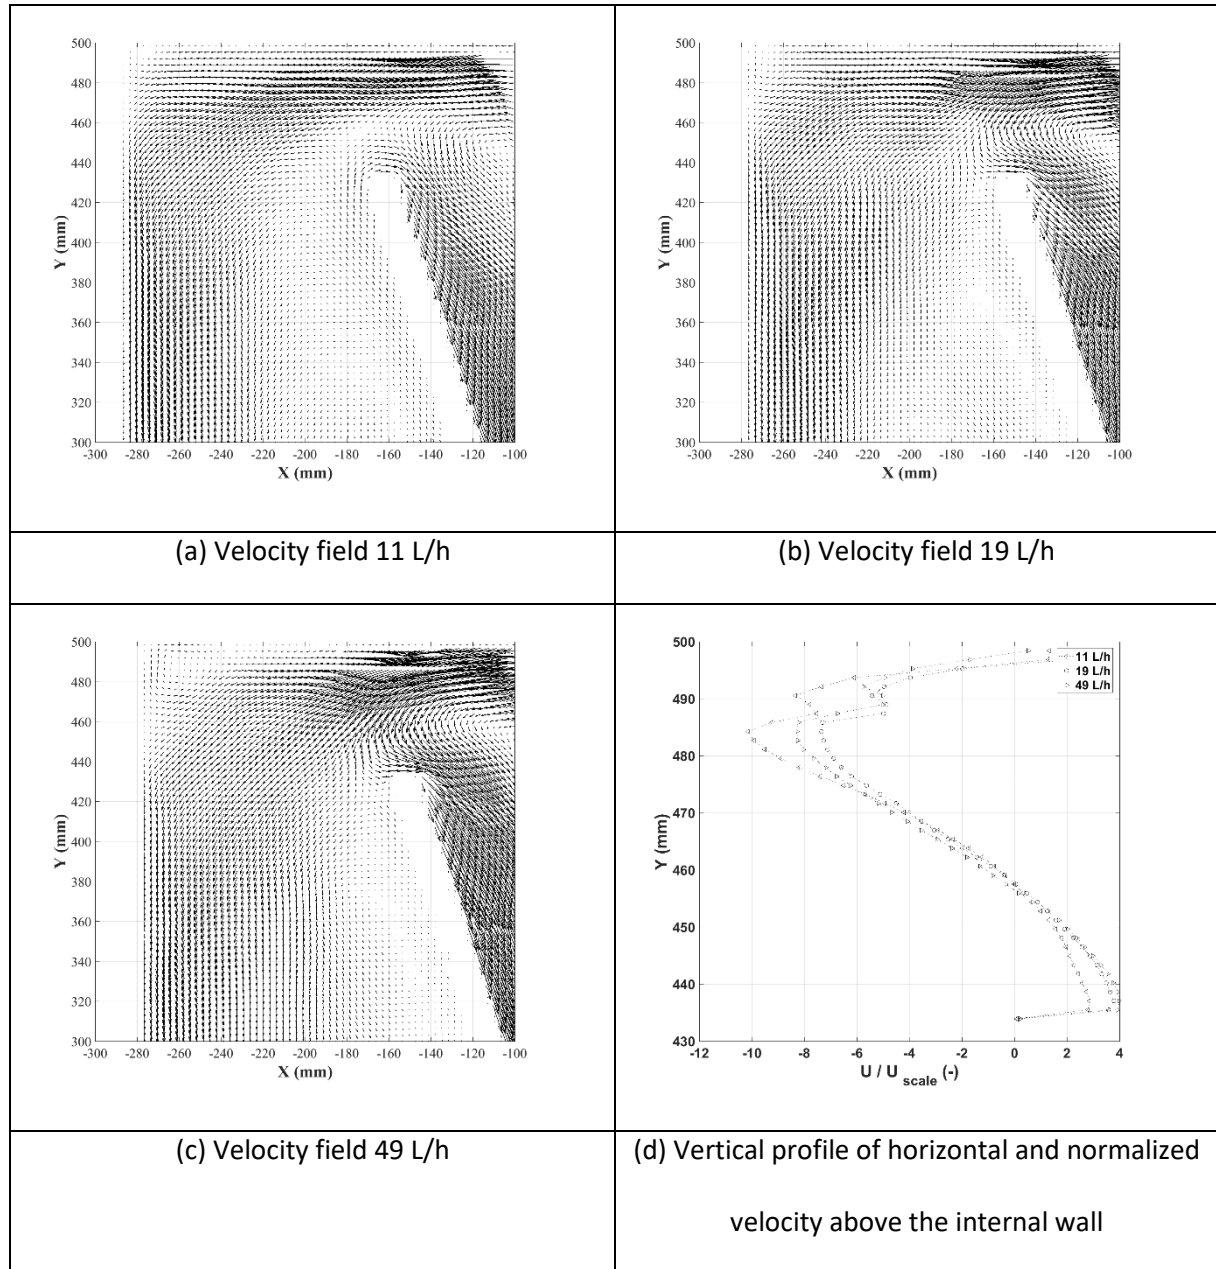 500
480
460
440
420
400
380
360
340
320
300
Y (mm)
-300 -280 -260 -240 -220 -200 -180 -160 -140 -120 -100
X (mm)
500
480
460
440
420
400
380
360
340
320
300
Y (mm)
-300 -280 -260 -240 -220 -200 -180 -160 -140 -120 -100
X (mm)
(a) Velocity field 11 L/h
(b) Velocity field 19 L/h
500
480
460
440
420
400
380
360
340
320
300
Y (mm)
-300 -280 -260 -240 -220 -200 -180 -160 -140 -120 -100
X (mm)
500
490
480
470
460
450
440
430
Y (mm)
11 L/h
19 L/h
49 L/h
-12 -10 -8 -6 -4 -2 0 2 4
U / U scale (-)
(c) Velocity field 49 L/h
(d) Vertical profile of horizontal and normalized
velocity above the internal wall